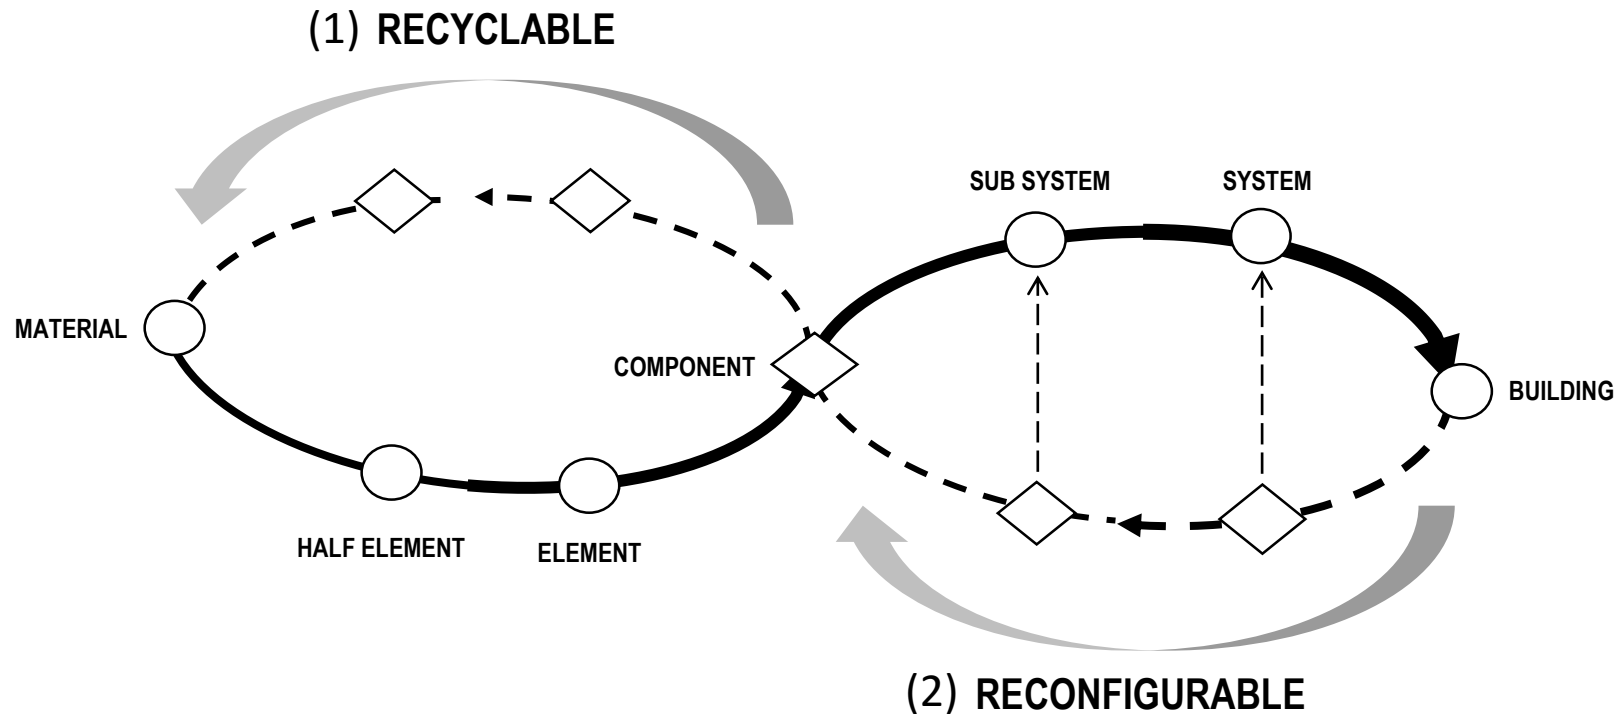 (1) RECYCLABLE
SUB SYSTEM
SYSTEM
MATERIAL
COMPONENT
BUILDING
HALF ELEMENT
ELEMENT
(2) RECONFIGURABLE